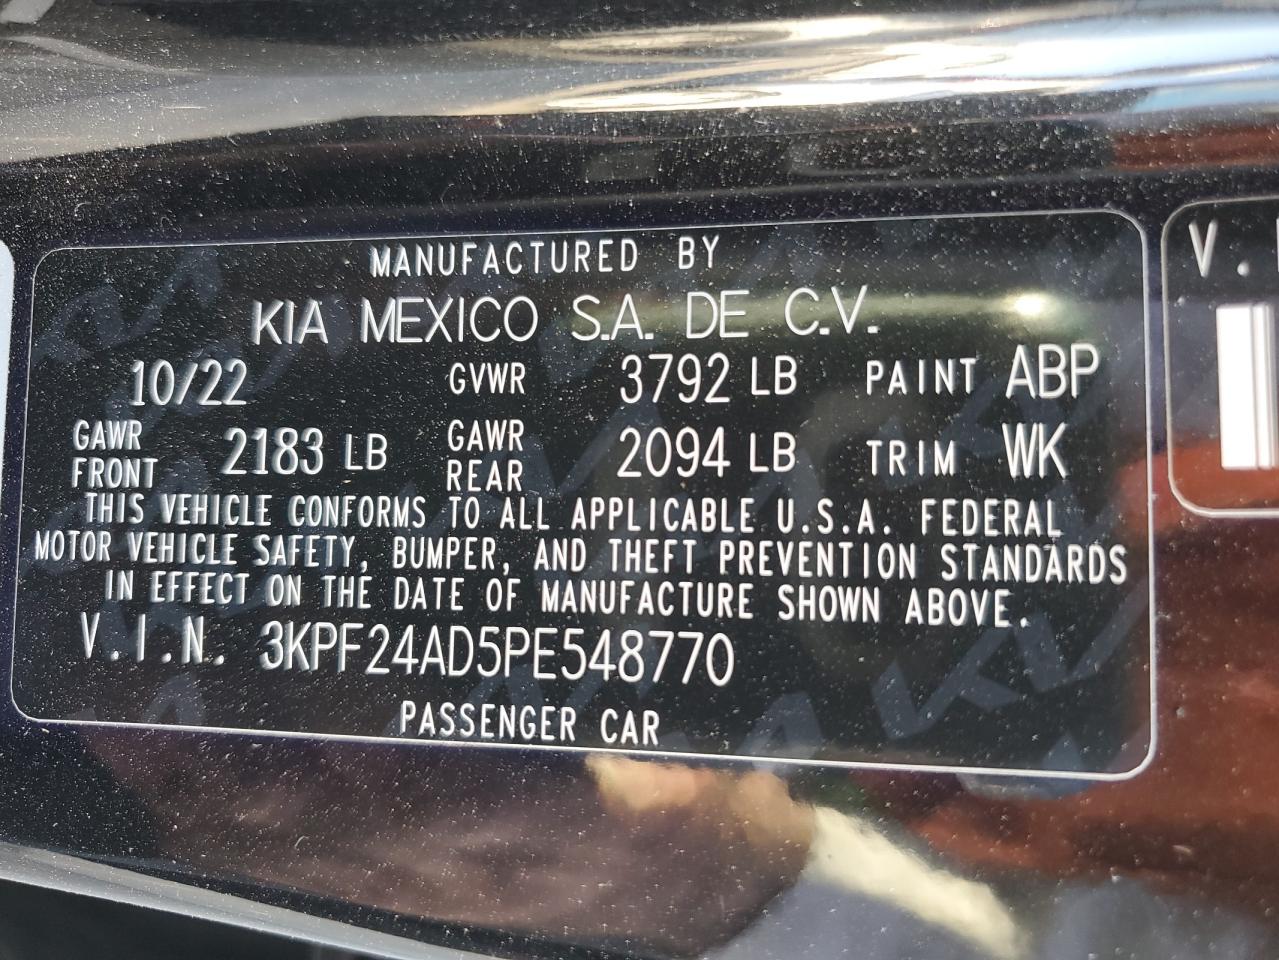 MANUFACTURED BY
KIA MEXICO S.A. DE C.V.
10/22 GVWR 3792 LB PAINT ABP
GAWR FRONT 2183 LB GAWR REAR 2094 LB TRIM WK
THIS VEHICLE CONFORMS TO ALL APPLICABLE U.S.A. FEDERAL
MOTOR VEHICLE SAFETY, BUMPER, AND THEFT PREVENTION STANDARDS
IN EFFECT ON THE DATE OF MANUFACTURE SHOWN ABOVE.
V.I.N. 3KPF24AD5PE548770
PASSENGER CAR
V.